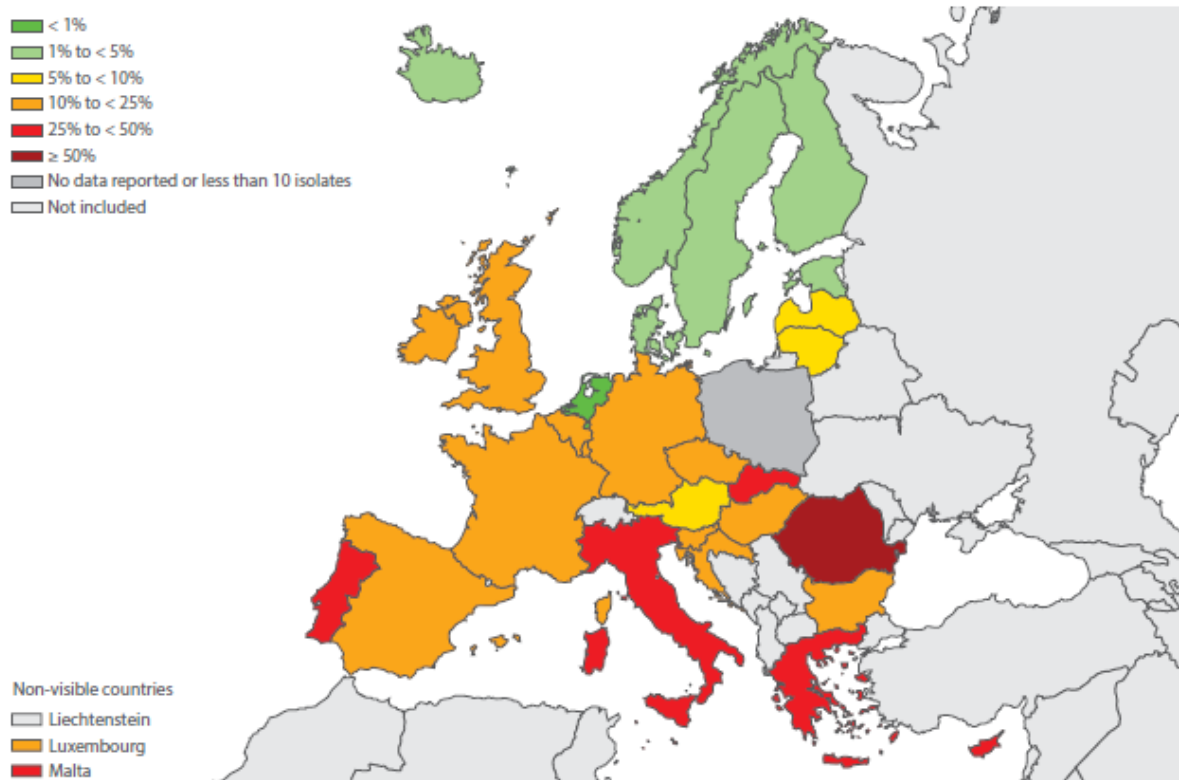 < 1%
1% to < 5%
5% to < 10%
10% to < 25%
25% to < 50%
≥ 50%
No data reported or less than 10 isolates
Not included
Non-visible countries
Liechtenstein
Luxembourg
Malta